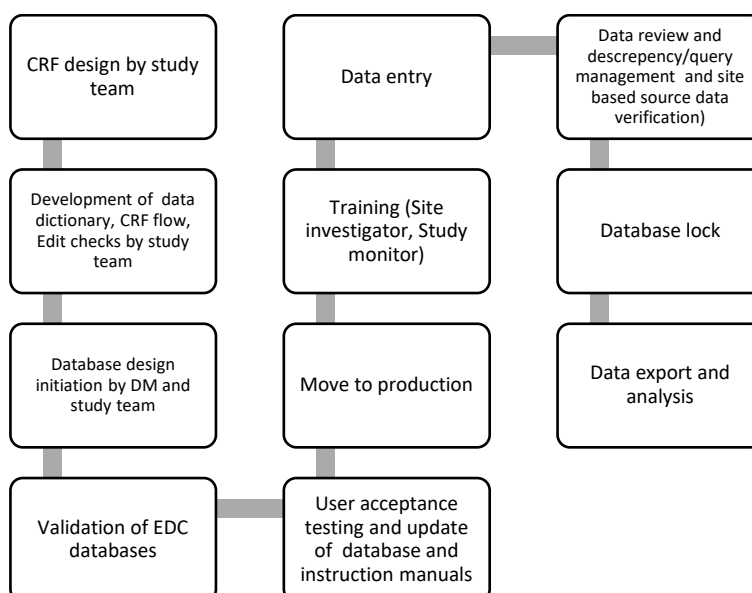 CRF design by study
team
Development of data
dictionary, CRF flow,
Edit checks by study
team
Database design
initiation by DM and
study team
Validation of EDC
databases
User acceptance
testing and update
of database and
instruction manuals
Move to production
Training (Site
investigator, Study
monitor)
Data entry
Data review and
descrepency/query
management and site
based source data
verification)
Database lock
Data export and
analysis